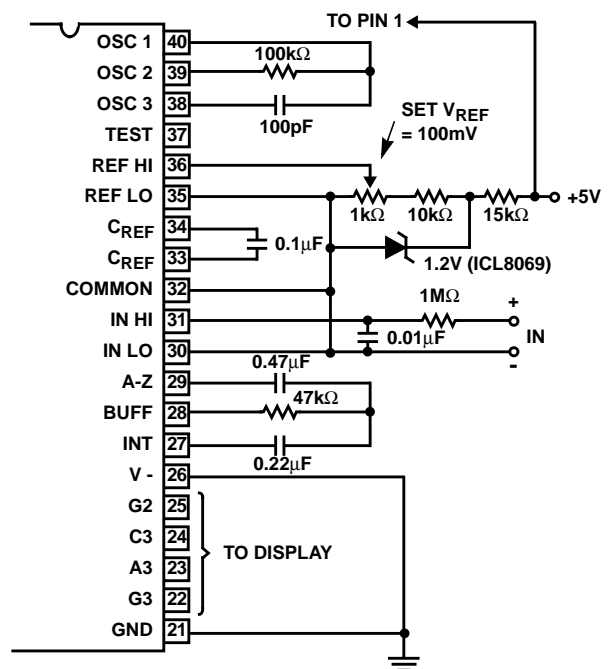 TO PIN 1
OSC 1 40
100kΩ
OSC 2 39
OSC 3 38
100pF
SET VREF
= 100mV
TEST 37
REF HI 36
REF LO 35
1kΩ 10kΩ 15kΩ +5V
CREF 34
0.1μF
CREF 33
1.2V (ICL8069)
COMMON 32
1MΩ
+
IN HI 31
0.01μF
IN
IN LO 30
-
0.47μF
A-Z 29
47kΩ
BUFF 28
INT 27
0.22μF
V - 26
G2 25
C3 24
TO DISPLAY
A3 23
G3 22
GND 21